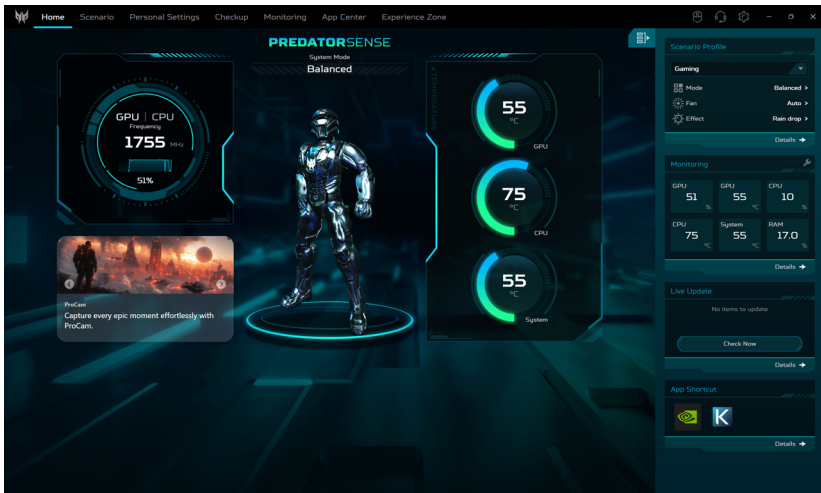 Home Scenario Personal Settings Checkup Monitoring App Center Experience Zone
PREDATORSENSE
System Mode
Balanced
GPU | CPU
Frequency
1755 MHz
51%
ProCam
Capture every epic moment effortlessly with
ProCam.
TEMPERATURE
55
°C
GPU
75
°C
CPU
55
°C
System
Scenario Profile
Gaming
Mode Balanced >
Fan Auto >
Effect Rain drop >
Details →
Monitoring
GPU GPU CPU
51 % 55 °C 10 %
CPU System RAM
75 °C 55 °C 17.0 %
Details →
Live Update
No items to update
Check Now
Details →
App Shortcut
K
Details →